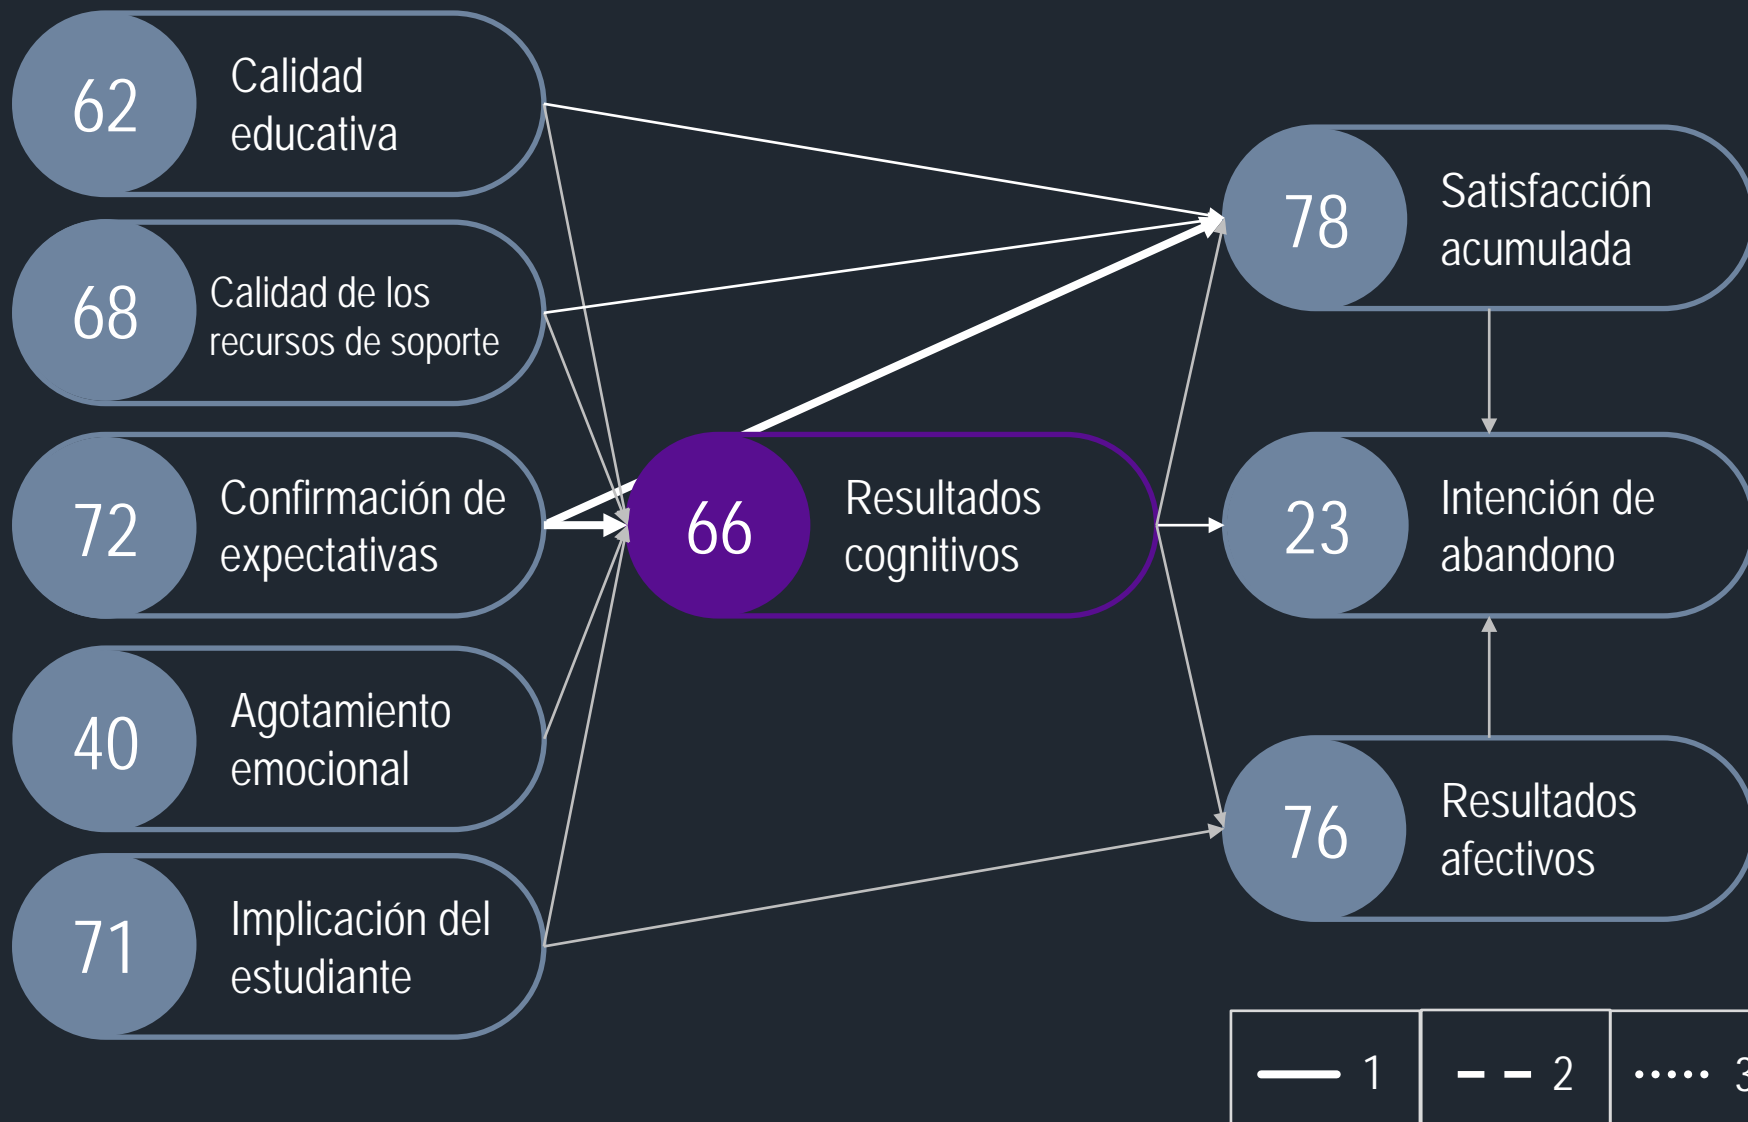 62
Calidad
educativa
68
Calidad de los
recursos de soporte
72
Confirmación de
expectativas
40
Agotamiento
emocional
71
Implicación del
estudiante
66
Resultados
cognitivos
78
Satisfacción
acumulada
23
Intención de
abandono
76
Resultados
afectivos
1
2
3